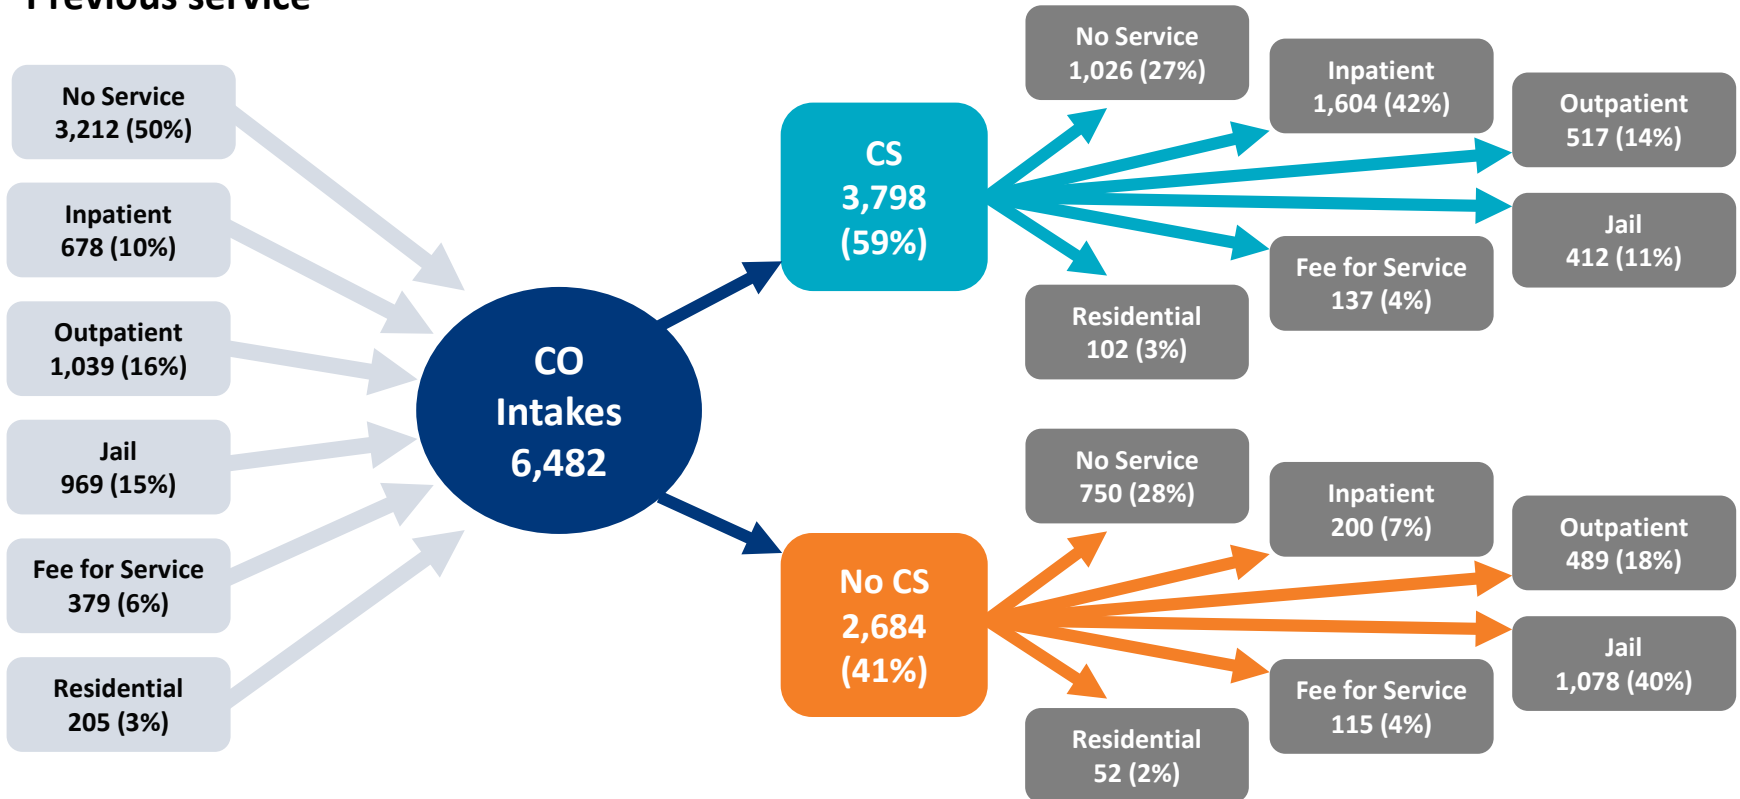 Previous service
No Service
3,212 (50%)
Inpatient
678 (10%)
Outpatient
1,039 (16%)
Jail
969 (15%)
Fee for Service
379 (6%)
Residential
205 (3%)
CO
Intakes
6,482
CS
3,798
(59%)
No Service
1,026 (27%)
Inpatient
1,604 (42%)
Outpatient
517 (14%)
Jail
412 (11%)
Fee for Service
137 (4%)
Residential
102 (3%)
No CS
2,684
(41%)
No Service
750 (28%)
Inpatient
200 (7%)
Outpatient
489 (18%)
Jail
1,078 (40%)
Fee for Service
115 (4%)
Residential
52 (2%)